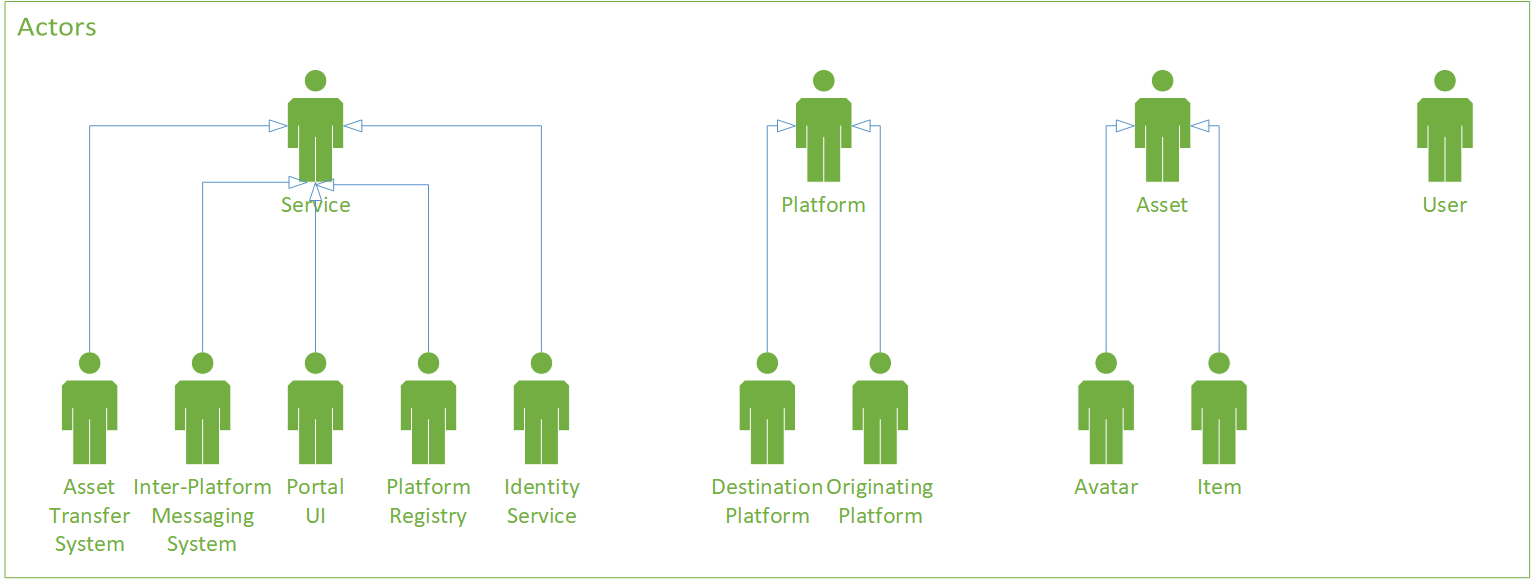 Actors
Service
Platform
Asset
User
Asset
Transfer
System
Inter-Platform
Messaging
System
Portal
UI
Platform
Registry
Identity
Service
Destination
Platform
Originating
Platform
Avatar
Item